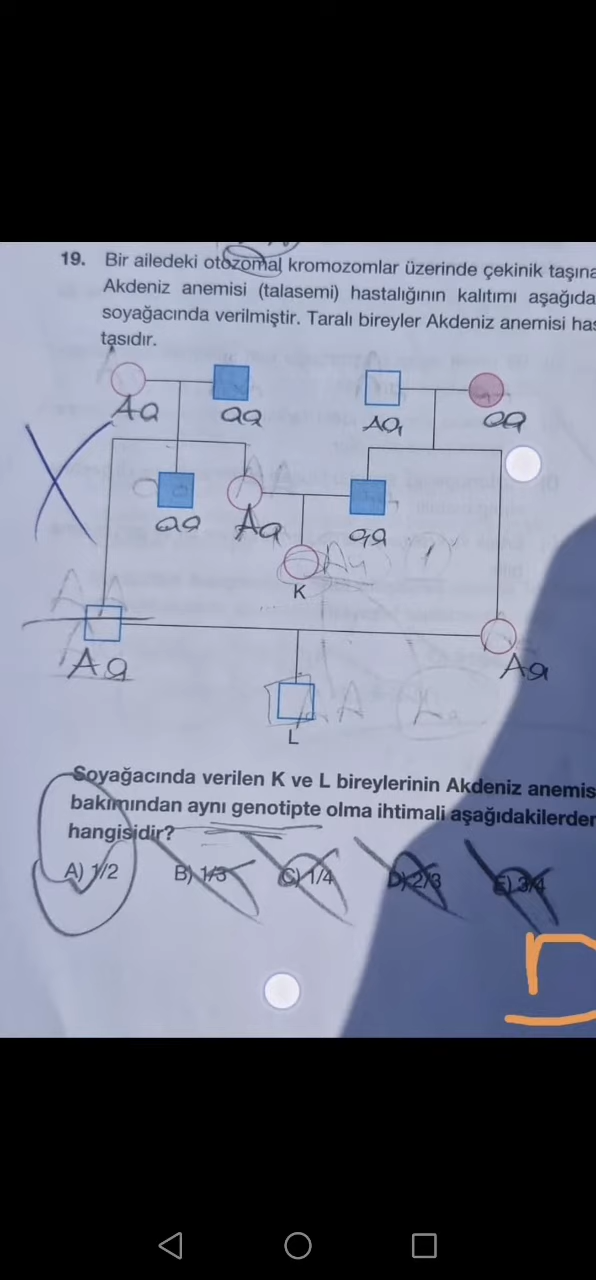 19. Bir ailedeki otozomal kromozomlar üzerinde çekinik taşına
Akdeniz anemisi (talasemi) hastalığının kalıtımı aşağıda
soyağacında verilmiştir. Taralı bireyler Akdeniz anemisi has
tasıdır.
Aa aa Aa aa
aa Aa aa
K
Aa Aa
L
Soyağacında verilen K ve L bireylerinin Akdeniz anemis
bakımından aynı genotipte olma ihtimali aşağıdakilerden
hangisidir?
A) 1/2 B) 1/3 C) 1/4 D) 2/3 E) 3/4
D